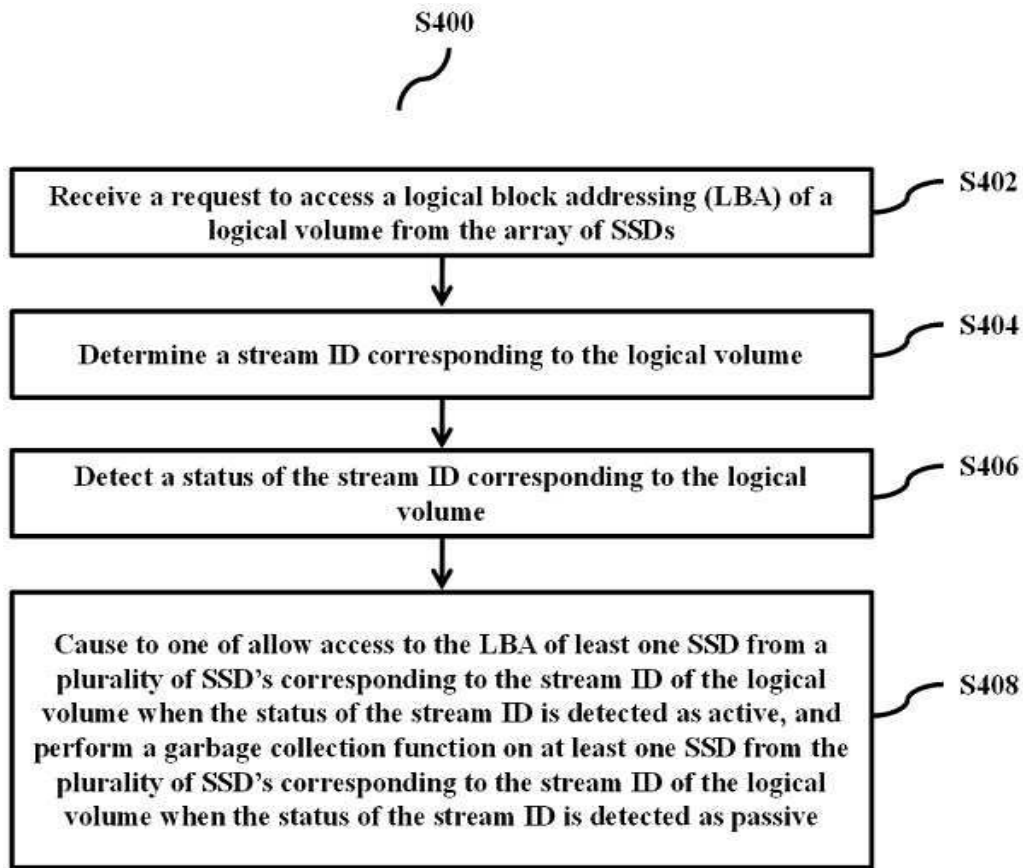 S400
Receive a request to access a logical block addressing (LBA) of a
logical volume from the array of SSDs
S402
Determine a stream ID corresponding to the logical volume
S404
Detect a status of the stream ID corresponding to the logical
volume
S406
Cause to one of allow access to the LBA of least one SSD from a
plurality of SSD's corresponding to the stream ID of the logical
volume when the status of the stream ID is detected as active, and
perform a garbage collection function on at least one SSD from the
plurality of SSD's corresponding to the stream ID of the logical
volume when the status of the stream ID is detected as passive
S408